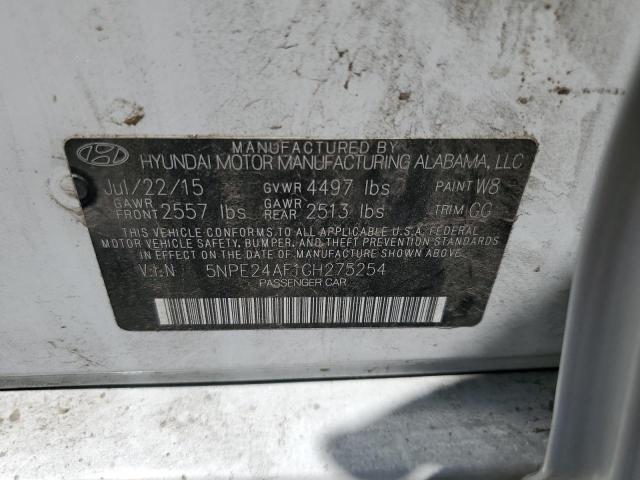 MANUFACTURED BY
HYUNDAI MOTOR MANUFACTURING ALABAMA, LLC
Jul/22/15 GVWR 4497 lbs PAINT W8
GAWR FRONT 2557 lbs GAWR REAR 2513 lbs TRIM GG
THIS VEHICLE CONFORMS TO ALL APPLICABLE U.S.A. FEDERAL
MOTOR VEHICLE SAFETY, BUMPER, AND THEFT PREVENTION STANDARDS
IN EFFECT ON THE DATE OF MANUFACTURE SHOWN ABOVE.
V.I.N 5NPE24AF1GH275254
PASSENGER CAR